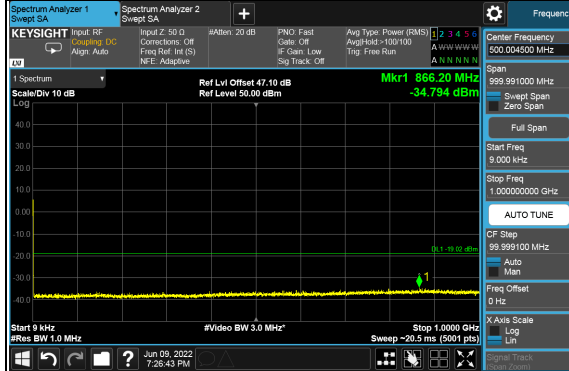 Spectrum Analyzer 1
Swept SA
Spectrum Analyzer 2
Swept SA
+
Frequenc
KEYSIGHT
Input: RF
Coupling: DC
Align: Auto
Input Z: 50 Ω
Corrections: Off
Freq Ref: Int (S)
NFE: Adaptive
#Atten: 20 dB
PNO: Fast
Gate: Off
IF Gain: Low
Sig Track: Off
Avg Type: Power (RMS)
Avg|Hold:>100/100
Trig: Free Run
1 2 3 4 5 6
A W W W W W
A N N N N N
LXI
1 Spectrum
Scale/Div 10 dB
Log
Ref Lvl Offset 47.10 dB
Ref Level 50.00 dBm
Mkr1 866.20 MHz
-34.794 dBm
40.0
30.0
20.0
10.0
0.00
-10.0
-20.0
-30.0
-40.0
DL1 -19.02 dBm
1
Start 9 kHz
#Res BW 1.0 MHz
#Video BW 3.0 MHz*
Stop 1.0000 GHz
Sweep ~20.5 ms (5001 pts)
Center Frequency
500.004500 MHz
Span
999.991000 MHz
Swept Span
Zero Span
Full Span
Start Freq
9.000 kHz
Stop Freq
1.000000000 GHz
AUTO TUNE
CF Step
99.999100 MHz
Auto
Man
Freq Offset
0 Hz
X Axis Scale
Log
Lin
Signal Track
(Span Zoom)
?
Jun 09, 2022
7:26:43 PM